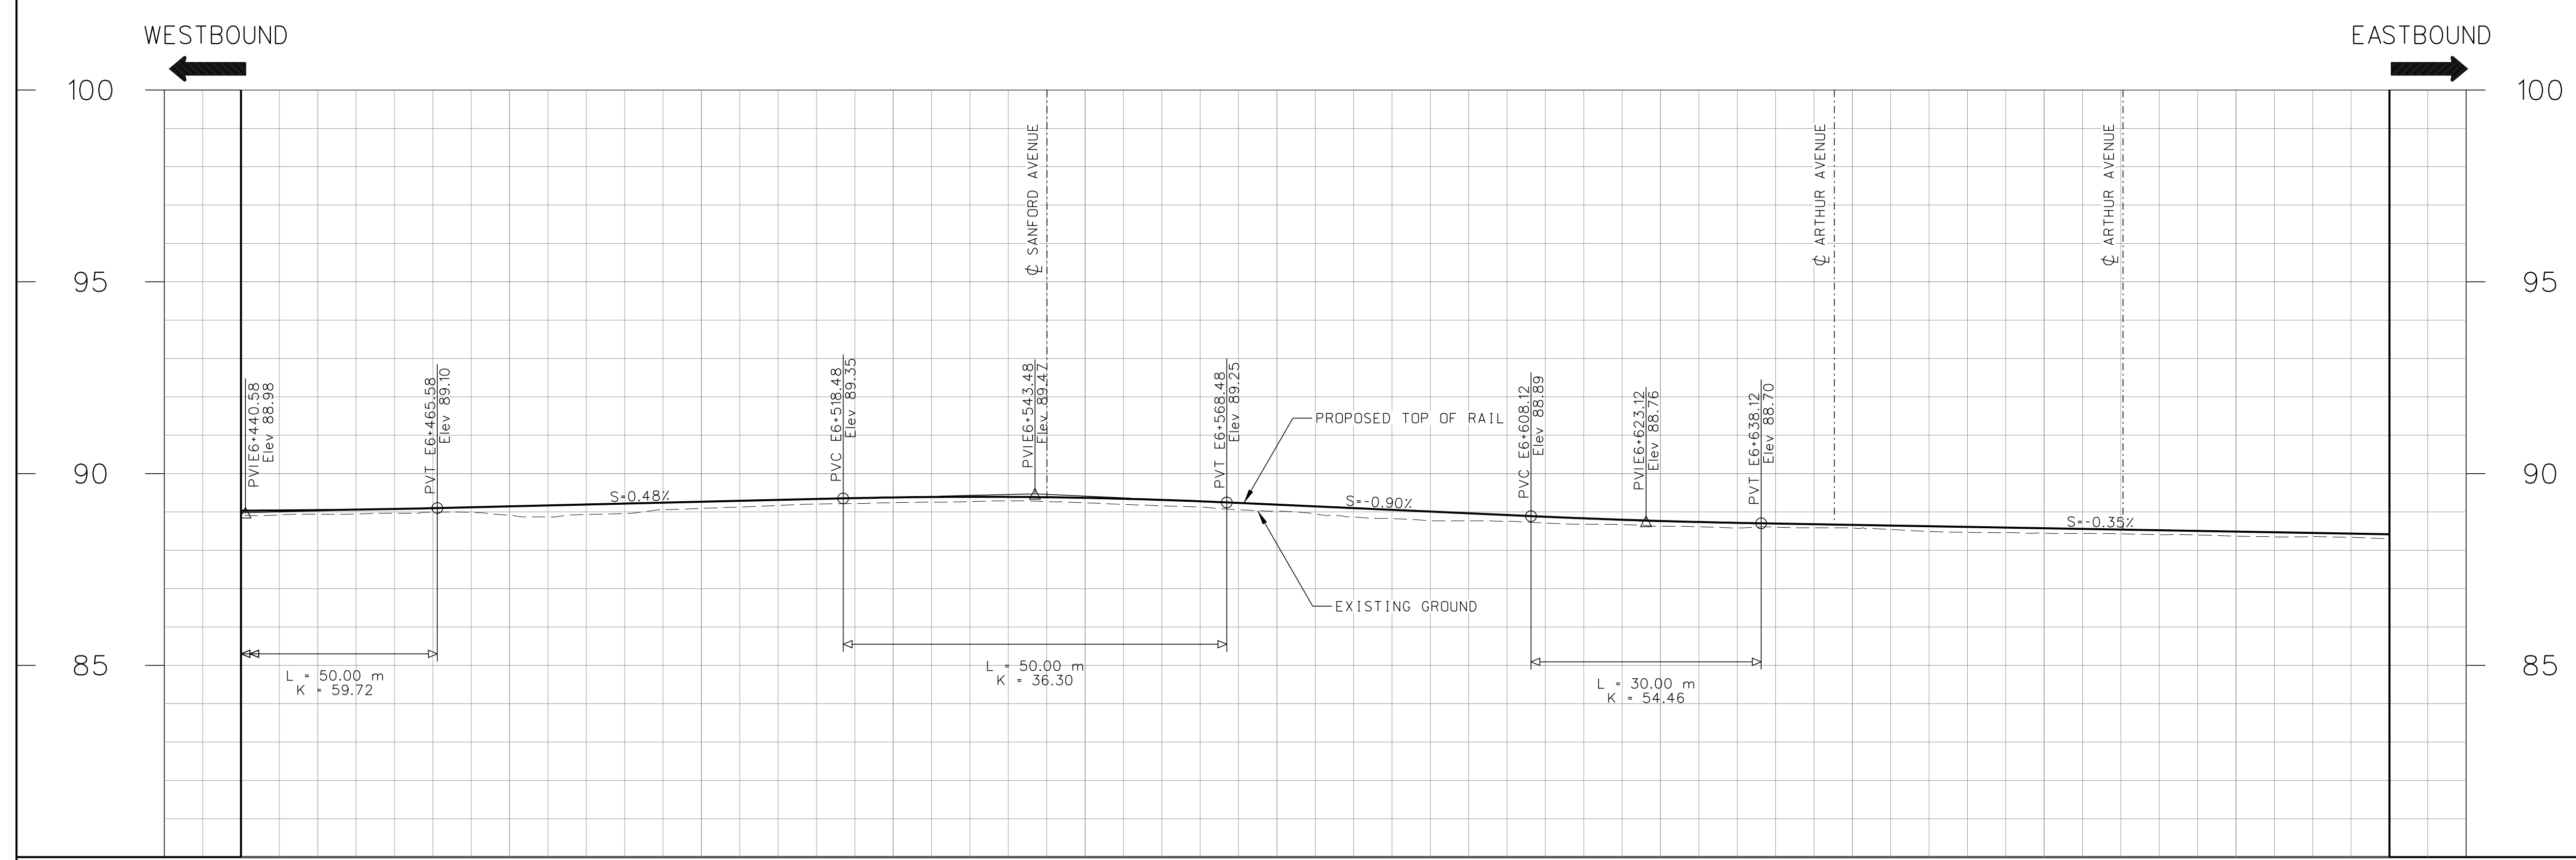 WESTBOUND
EASTBOUND
100
100
95
95
90
90
85
85
℄ SANFORD AVENUE
℄ ARTHUR AVENUE
℄ ARTHUR AVENUE
PVIE6+440.58
Elev 88.98
PVT E6+465.58
Elev 89.10
S=0.48%
PVC E6+518.48
Elev 89.35
PVIE6+543.48
Elev 89.47
PVT E6+568.48
Elev 89.25
PROPOSED TOP OF RAIL
S=-0.90%
EXISTING GROUND
PVC E6+608.12
Elev 88.89
PVIE6+623.12
Elev 88.76
PVT E6+638.12
Elev 88.70
S=-0.35%
L = 50.00 m
K = 59.72
L = 50.00 m
K = 36.30
L = 30.00 m
K = 54.46